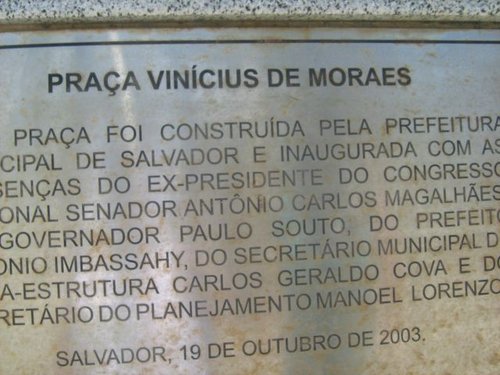 PRAÇA VINÍCIUS DE MORAES
PRAÇA FOI CONSTRUÍDA PELA PREFEITURA
CIPAL DE SALVADOR E INAUGURADA COM AS
SENÇAS DO EX-PRESIDENTE DO CONGRESSO
IONAL SENADOR ANTÔNIO CARLOS MAGALHÃES
GOVERNADOR PAULO SOUTO, DO PREFEIT
ONIO IMBASSAHY, DO SECRETÁRIO MUNICIPAL D
A-ESTRUTURA CARLOS GERALDO COVA E DO
RETÁRIO DO PLANEJAMENTO MANOEL LORENZO
SALVADOR, 19 DE OUTUBRO DE 2003.